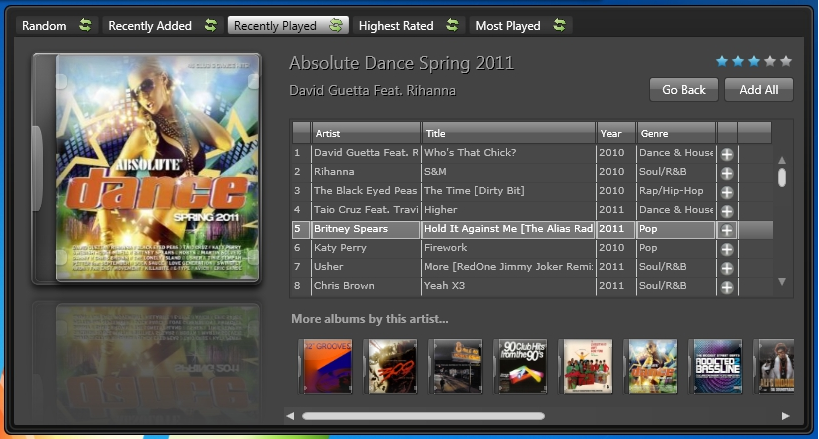 Random Recently Added Recently Played Highest Rated Most Played
Absolute Dance Spring 2011
David Guetta Feat. Rihanna
Go Back Add All
ABSOLUTE
dance
SPRING 2011
Artist Title Year Genre
1 David Guetta Feat. R Who's That Chick? 2010 Dance & House
2 Rihanna S&M 2010 Soul/R&B
3 The Black Eyed Peas The Time [Dirty Bit] 2010 Rap/Hip-Hop
4 Taio Cruz Feat. Travi Higher 2011 Dance & House
5 Britney Spears Hold It Against Me [The Alias Rad 2011 Pop
6 Katy Perry Firework 2010 Pop
7 Usher More [RedOne Jimmy Joker Remi 2011 Soul/R&B
8 Chris Brown Yeah X3 2011 Soul/R&B
More albums by this artist...
12" GROOVES
90 Club Hits
from the 90's
dance
ADDICTED 2
BASSLINE